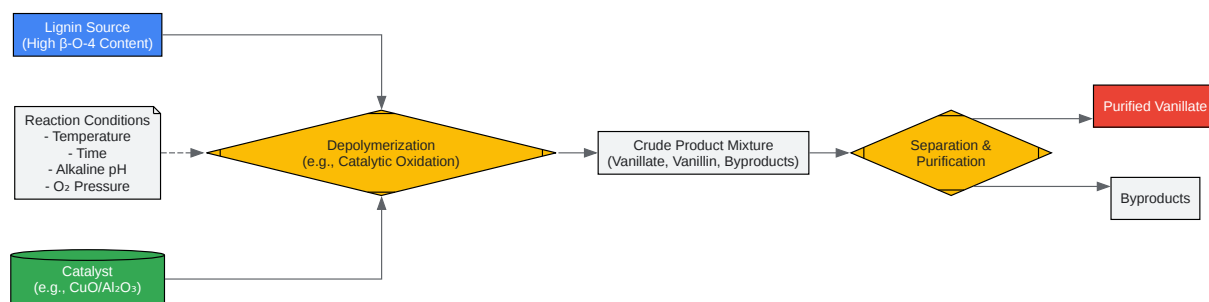 Lignin Source
(High β-O-4 Content)
Reaction Conditions
- Temperature
- Time
- Alkaline pH
- O₂ Pressure
Catalyst
(e.g., CuO/Al₂O₃)
Depolymerization
(e.g., Catalytic Oxidation)
Crude Product Mixture
(Vanillate, Vanillin, Byproducts)
Separation &
Purification
Purified Vanillate
Byproducts